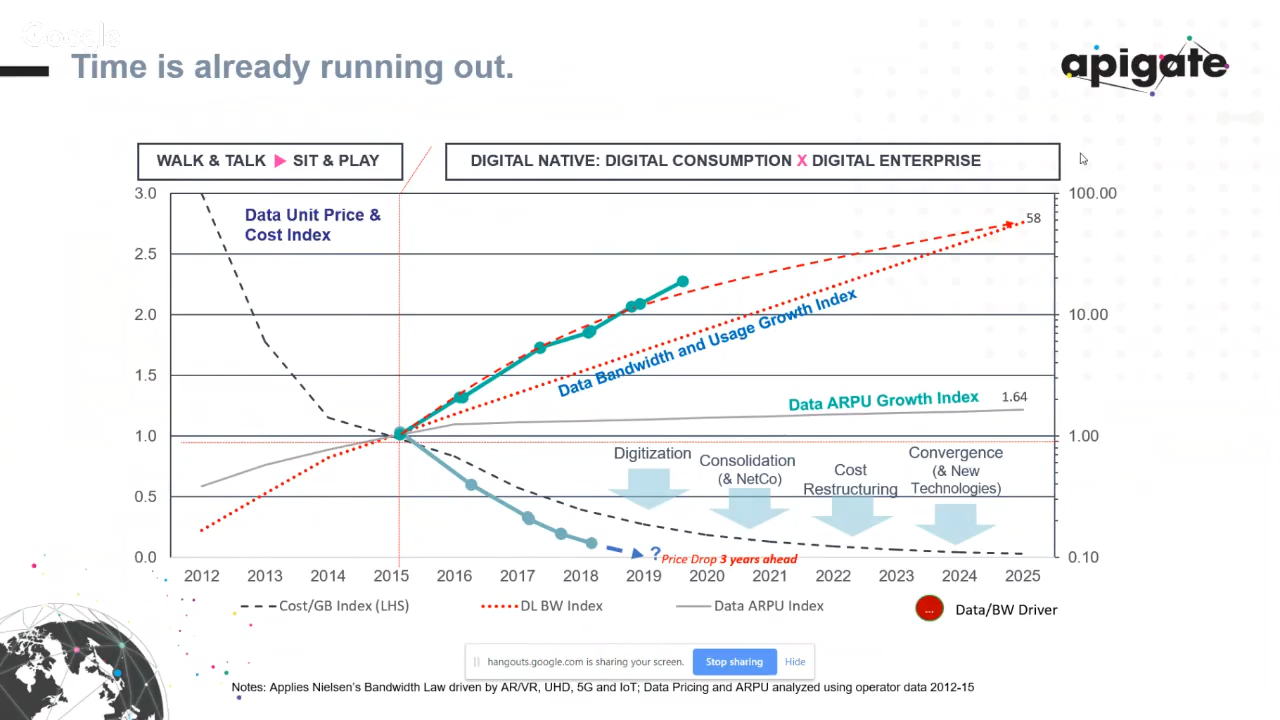 Google
Time is already running out.
apigate
WALK & TALK ▶ SIT & PLAY
DIGITAL NATIVE: DIGITAL CONSUMPTION X DIGITAL ENTERPRISE
3.0
2.5
2.0
1.5
1.0
0.5
0.0
Data Unit Price &
Cost Index
100.00
10.00
1.00
0.10
58
Data Bandwidth and Usage Growth Index
Data ARPU Growth Index
1.64
Digitization
Consolidation
(& NetCo)
Cost
Restructuring
Convergence
(& New
Technologies)
?
Price Drop 3 years ahead
2012 2013 2014 2015 2016 2017 2018 2019 2020 2021 2022 2023 2024 2025
Cost/GB Index (LHS)
DL BW Index
Data ARPU Index
...
Data/BW Driver
hangouts.google.com is sharing your screen.
Stop sharing
Hide
Notes: Applies Nielsen's Bandwidth Law driven by AR/VR, UHD, 5G and IoT; Data Pricing and ARPU analyzed using operator data 2012-15